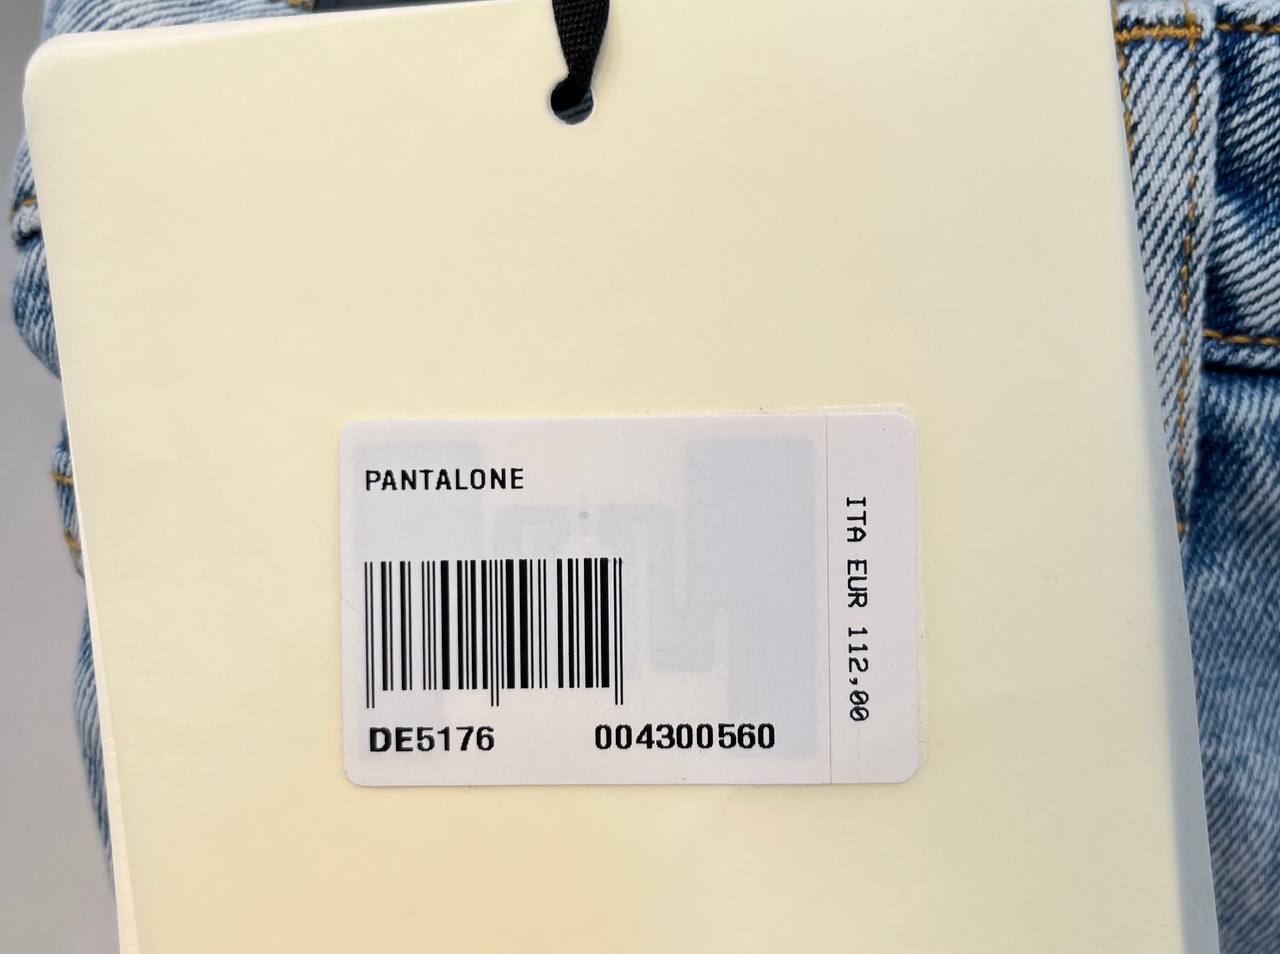 PANTALONE
DE5176 004300560
ITA EUR 112,00